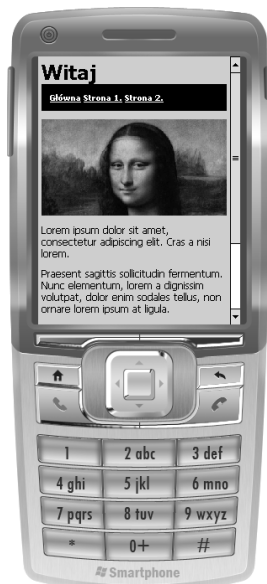 Witaj
Główna Strona 1. Strona 2.
Lorem ipsum dolor sit amet,
consectetur adipiscing elit. Cras a nisi
lorem.
Praesent sagittis sollicitudin fermentum.
Nunc elementum, lorem a dignissim
volutpat, dolor enim sodales tellus, non
ornare lorem ipsum at ligula.
1 2 abc 3 def
4 ghi 5 jkl 6 mno
7 pqrs 8 tuv 9 wxyz
* 0+ #
Smartphone